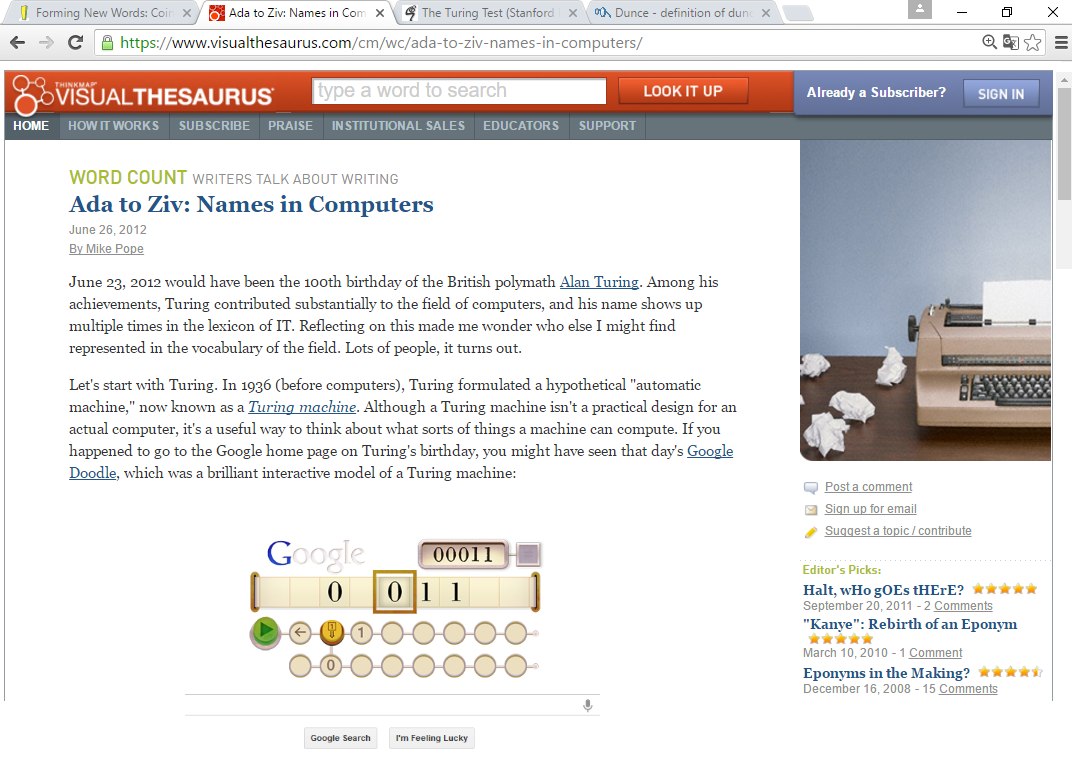 Forming New Words: Coin
Ada to Ziv: Names in Com
The Turing Test (Stanford
Dunce - definition of dunc
https://www.visualthesaurus.com/cm/wc/ada-to-ziv-names-in-computers/
THINKMAP
VISUALTHESAURUS
type a word to search
LOOK IT UP
Already a Subscriber?
SIGN IN
HOME HOW IT WORKS SUBSCRIBE PRAISE INSTITUTIONAL SALES EDUCATORS SUPPORT
WORD COUNT WRITERS TALK ABOUT WRITING
Ada to Ziv: Names in Computers
June 26, 2012
By Mike Pope
June 23, 2012 would have been the 100th birthday of the British polymath Alan Turing. Among his
achievements, Turing contributed substantially to the field of computers, and his name shows up
multiple times in the lexicon of IT. Reflecting on this made me wonder who else I might find
represented in the vocabulary of the field. Lots of people, it turns out.
Let's start with Turing. In 1936 (before computers), Turing formulated a hypothetical "automatic
machine," now known as a Turing machine. Although a Turing machine isn't a practical design for an
actual computer, it's a useful way to think about what sorts of things a machine can compute. If you
happened to go to the Google home page on Turing's birthday, you might have seen that day's Google
Doodle, which was a brilliant interactive model of a Turing machine:
Google
00011
0 0 1 1
1
0
Google Search I'm Feeling Lucky
Post a comment
Sign up for email
Suggest a topic / contribute
Editor's Picks:
Halt, wHo gOEs tHErE?
September 20, 2011 - 2 Comments
"Kanye": Rebirth of an Eponym
March 10, 2010 - 1 Comment
Eponyms in the Making?
December 16, 2008 - 15 Comments